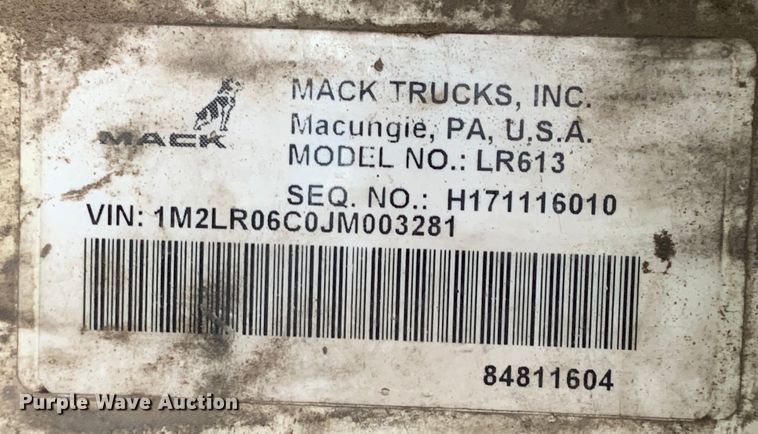 MACK
MACK TRUCKS, INC.
Macungie, PA, U.S.A.
MODEL NO.: LR613
SEQ. NO.: H171116010
VIN: 1M2LR06C0JM003281
84811604
Purple Wave Auction